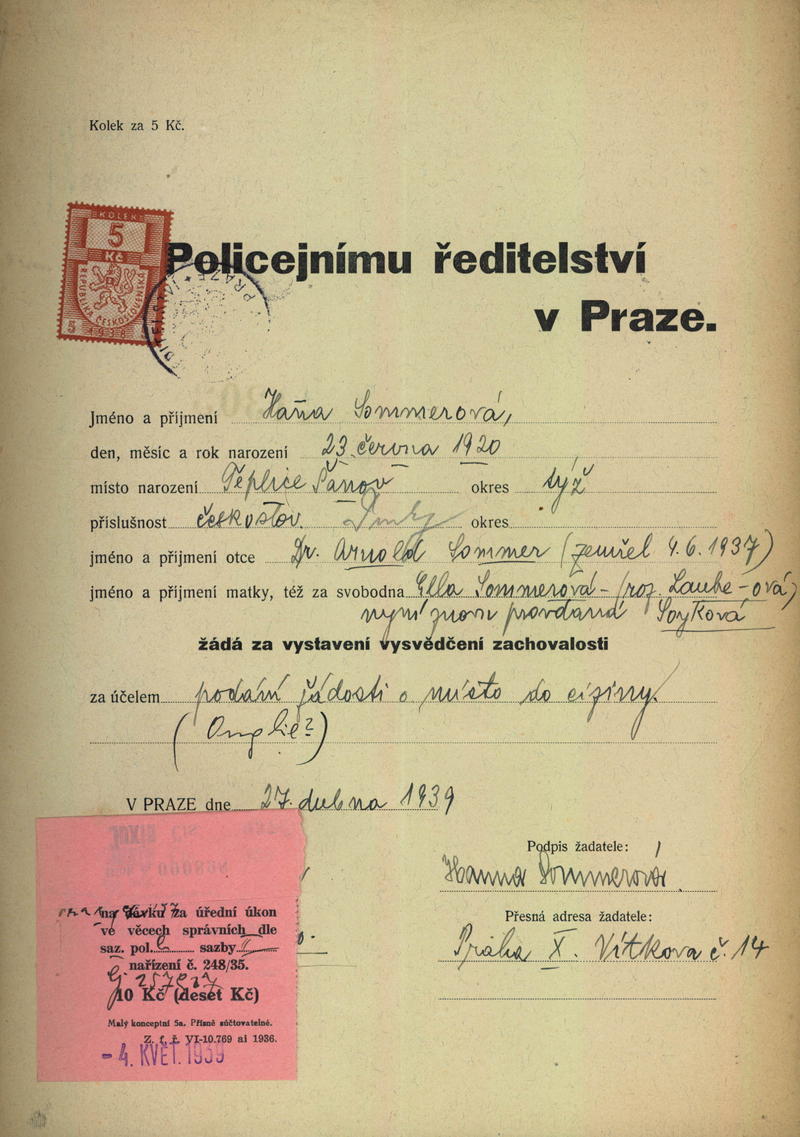 Kolek za 5 Kč.
KOLEK
5
Kč
REPUBLIKA ČESKOSLOVENSKÁ
5 1938
Policejnímu ředitelství
v Praze.
Jméno a příjmení Haña Sommerová,
den, měsíc a rok narození 23. června 1920
místo narození Teplice Šanov okres týž
příslušnost českoslov. okres
jméno a příjmení otce Dr. Arnold Sommer (zemřel 4.6.1937)
jméno a příjmení matky, též za svobodna Ella Sommerová - roz. Laube-ová)
nyní znovu provdaná Soyková
žádá za vystavení vysvědčení zachovalosti
za účelem podání žádosti o místo do ciziny.
(Anglie?)
V PRAZE dne 27. dubna 1939
Podpis žadatele:
Hanna Sommerová
Přesná adresa žadatele:
Praha X. Vítkova č. 14
na dávku za úřední úkon
ve věcech správních dle
saz. pol. sazby
nařízení č. 248/35.
10 Kč (deset Kč)
Malý konceptní 5a. Přísně súčtovatelné.
Z. č. ž. VI-10.769 ai 1936.
- 4. KVĚT. 1939